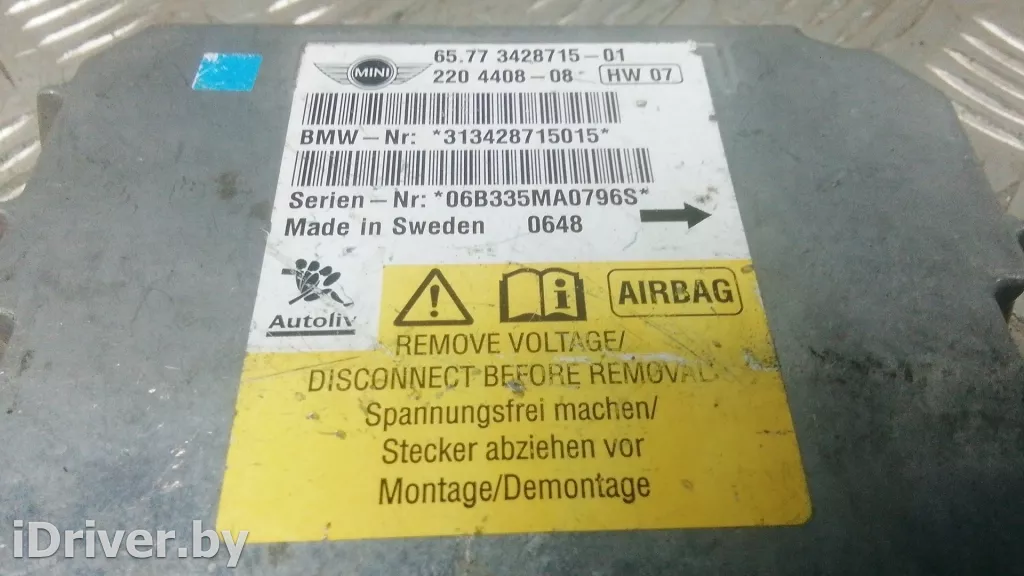 MINI
65.77 3428715-01
220 4408-08 HW 07
BMW-Nr: *313428715015*
Serien-Nr: *06B335MA0796S*
Made in Sweden 0648
Autoliv
AIRBAG
REMOVE VOLTAGE/
DISCONNECT BEFORE REMOVAL
Spannungsfrei machen/
Stecker abziehen vor
Montage/Demontage
iDriver.by